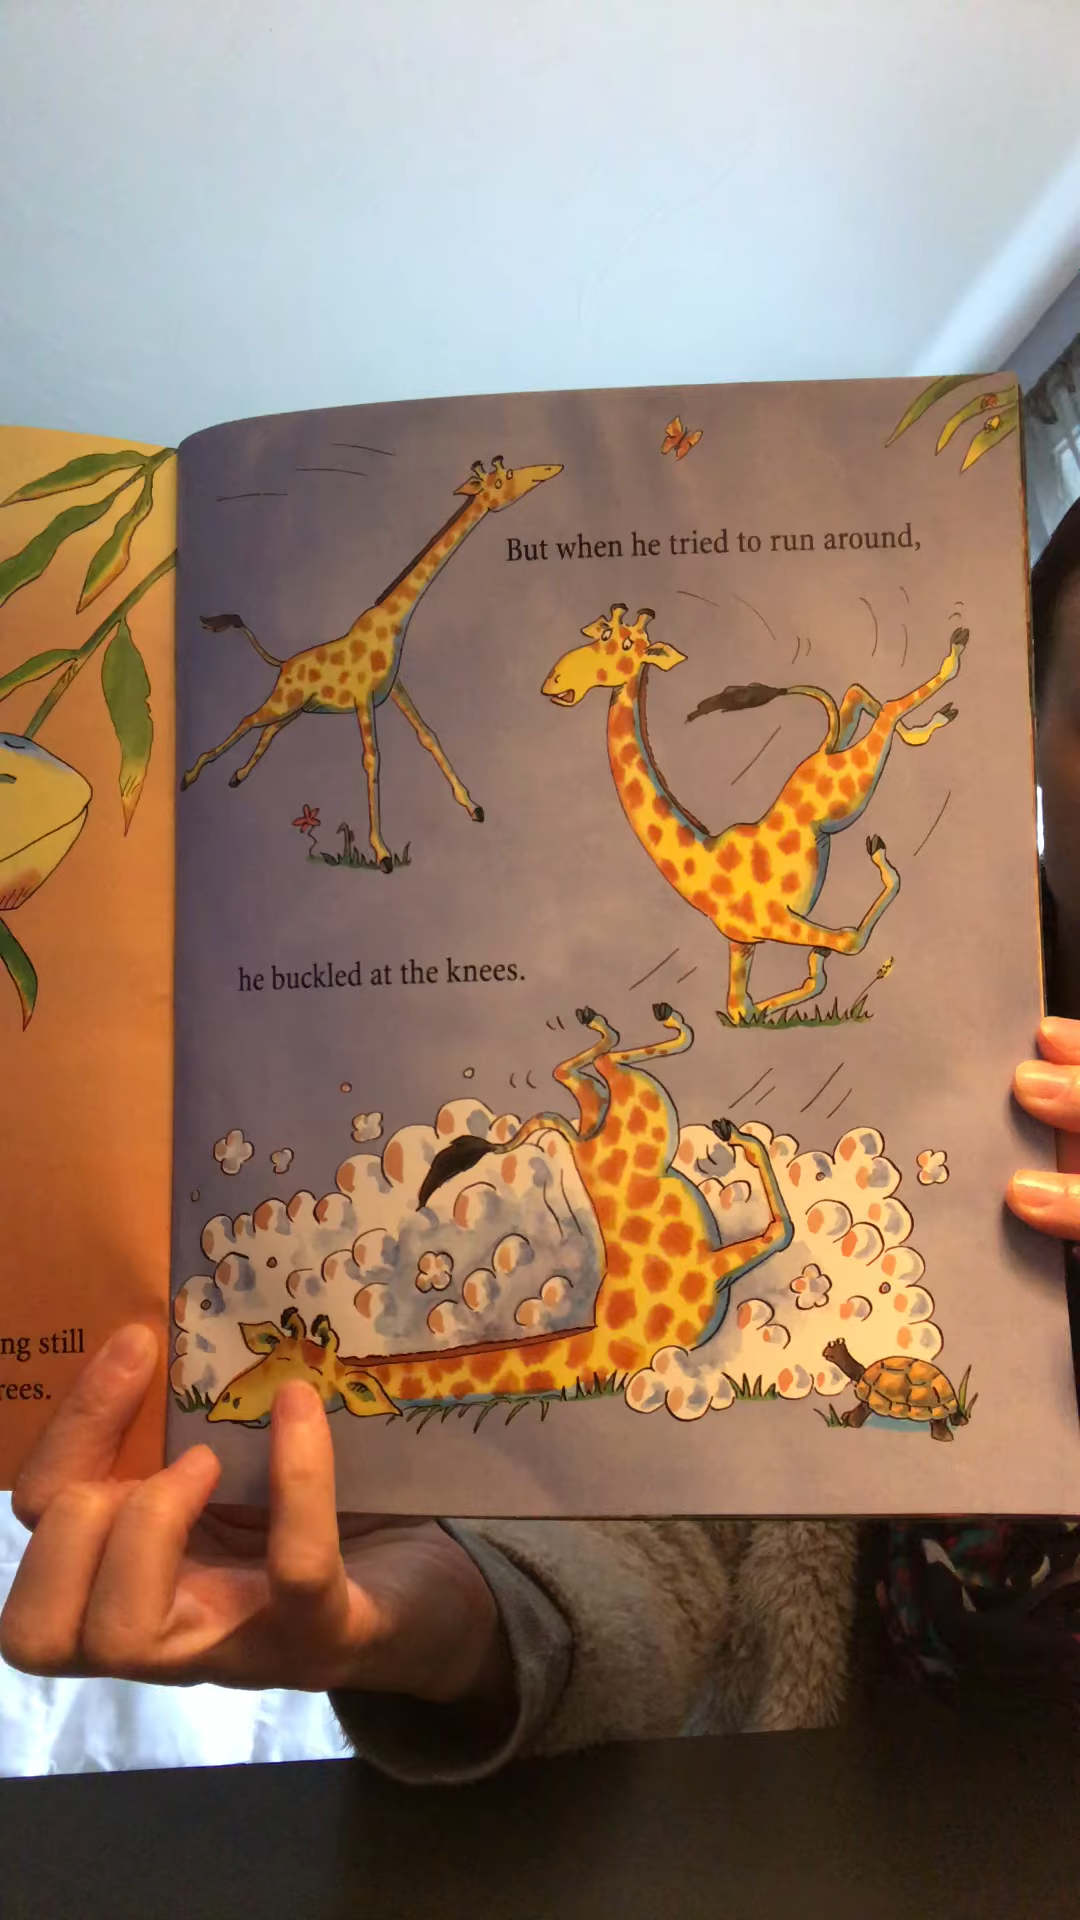 ng still
rees.
But when he tried to run around,
he buckled at the knees.